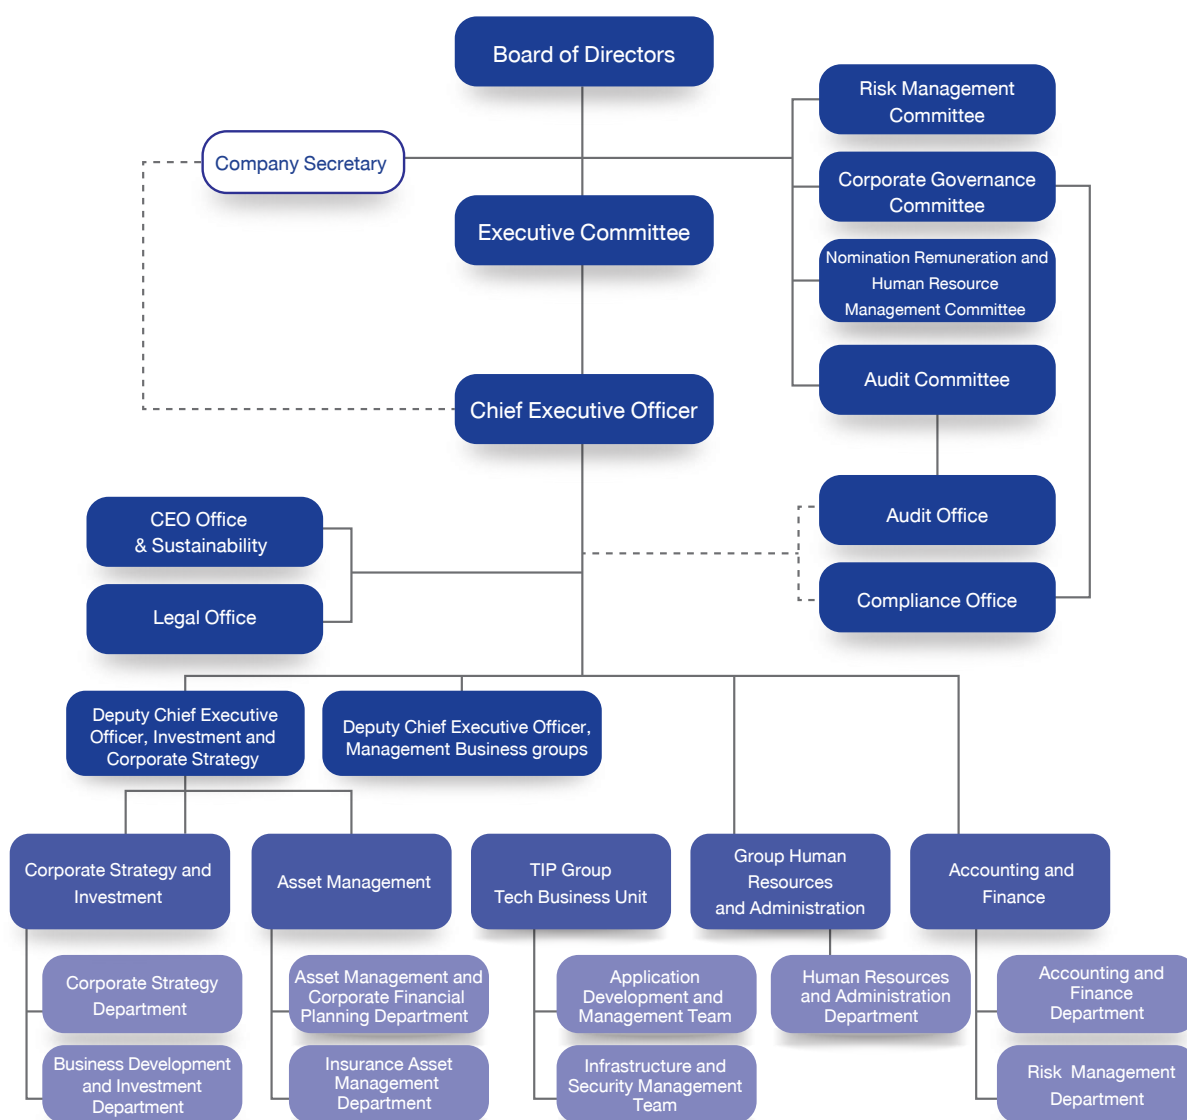 Board of Directors
Risk Management
Committee
Company Secretary
Corporate Governance
Committee
Executive Committee
Nomination Remuneration and
Human Resource
Management Committee
Audit Committee
Chief Executive Officer
CEO Office
& Sustainability
Audit Office
Legal Office
Compliance Office
Deputy Chief Executive
Officer, Investment and
Corporate Strategy
Deputy Chief Executive Officer,
Management Business groups
Corporate Strategy and
Investment
Asset Management
TIP Group
Tech Business Unit
Group Human
Resources
and Administration
Accounting and
Finance
Corporate Strategy
Department
Asset Management and
Corporate Financial
Planning Department
Application
Development and
Management Team
Human Resources
and Administration
Department
Accounting and
Finance
Department
Business Development
and Investment
Department
Insurance Asset
Management
Department
Infrastructure and
Security Management
Team
Risk Management
Department